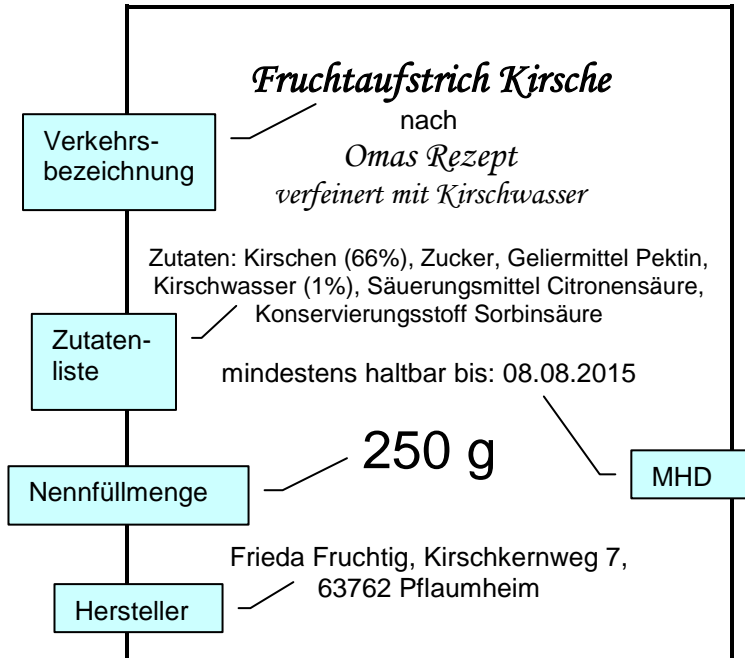 Fruchtaufstrich Kirsche
nach
Omas Rezept
verfeinert mit Kirschwasser
Verkehrs-
bezeichnung
Zutaten: Kirschen (66%), Zucker, Geliermittel Pektin,
Kirschwasser (1%), Säuerungsmittel Citronensäure,
Konservierungsstoff Sorbinsäure
Zutaten-
liste
mindestens haltbar bis: 08.08.2015
250 g
MHD
Nennfüllmenge
Frieda Fruchtig, Kirschkernweg 7,
63762 Pflaumheim
Hersteller